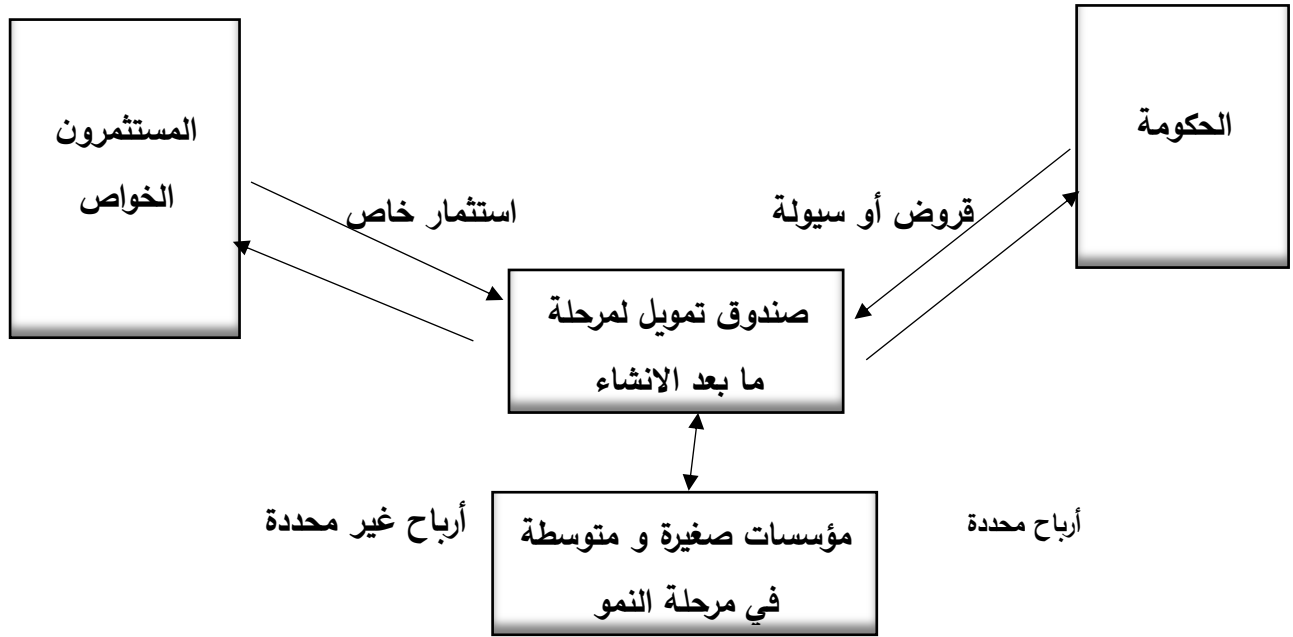 الحكومة
المستثمرون
الخواص
قروض أو سيولة
استثمار خاص
صندوق تمويل لمرحلة
ما بعد الانشاء
أرباح محددة
أرباح غير محددة
مؤسسات صغيرة و متوسطة
في مرحلة النمو